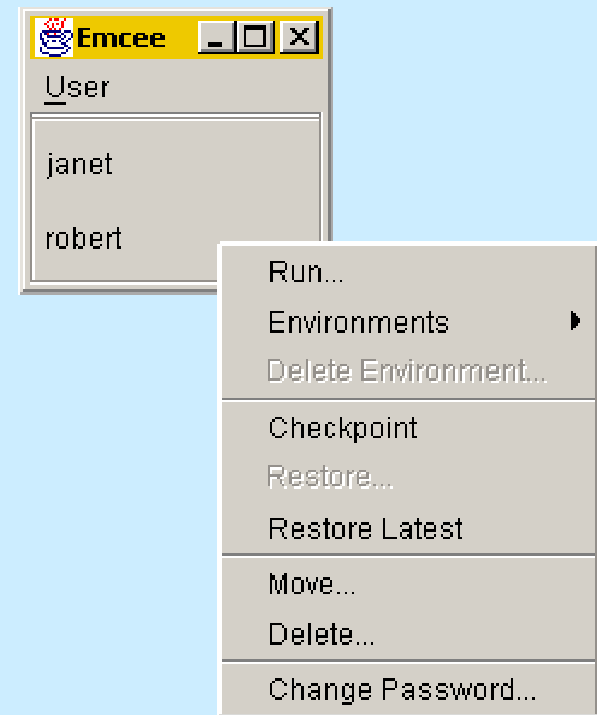 Emcee
User
janet
robert
Run...
Environments
Delete Environment...
Checkpoint
Restore...
Restore Latest
Move...
Delete...
Change Password...